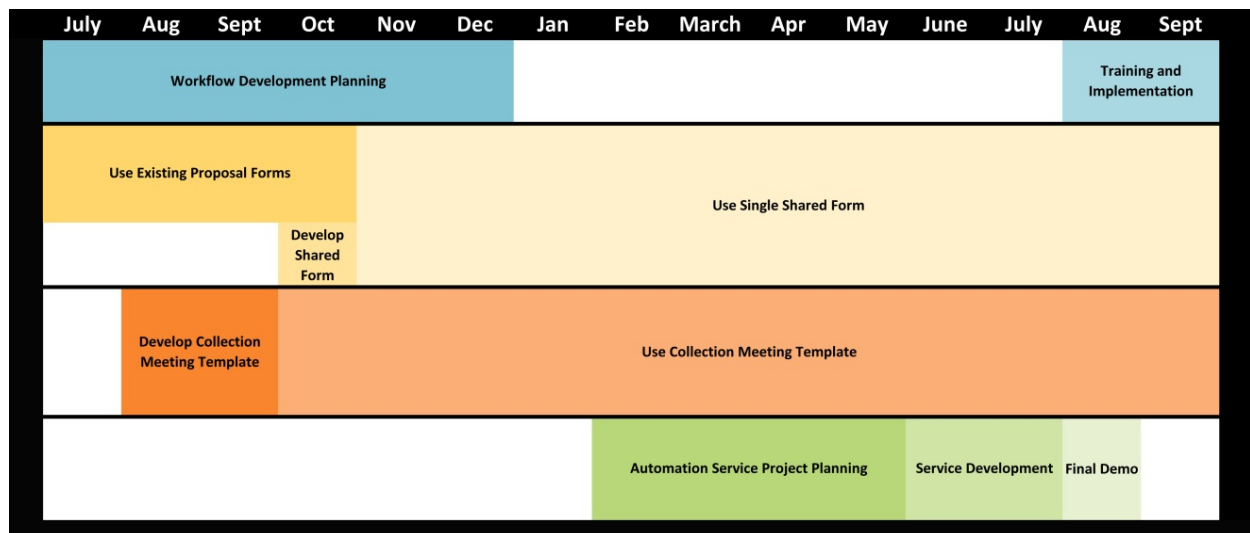 July Aug Sept Oct Nov Dec Jan Feb March Apr May June July Aug Sept
Workflow Development Planning
Training and
Implementation
Use Existing Proposal Forms
Use Single Shared Form
Develop
Shared
Form
Develop Collection
Meeting Template
Use Collection Meeting Template
Automation Service Project Planning
Service Development
Final Demo